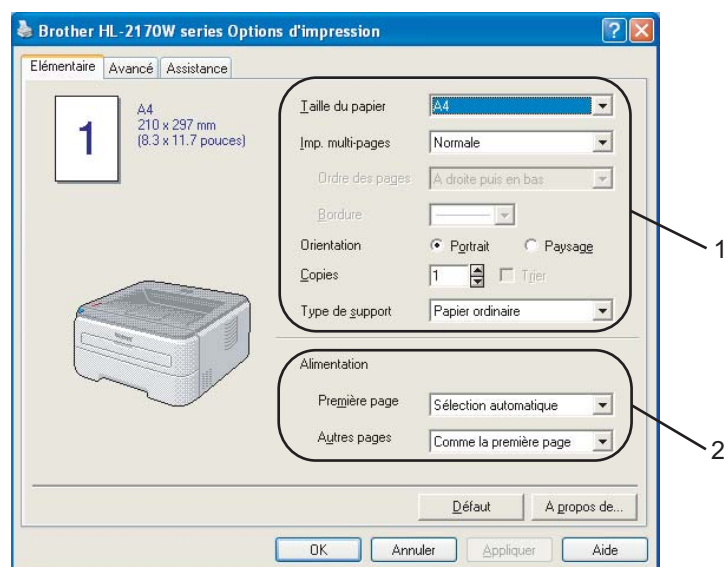 Brother HL-2170W series Options d'impression
Elémentaire Avancé Assistance
1
A4
210 x 297 mm
(8.3 x 11.7 pouces)
Taille du papier A4
Imp. multi-pages Normale
Ordre des pages A droite puis en bas
Bordure
Orientation Portrait Paysage
Copies 1 Trier
Type de support Papier ordinaire
1
Alimentation
Première page Sélection automatique
Autres pages Comme la première page
2
Défaut A propos de...
OK Annuler Appliquer Aide